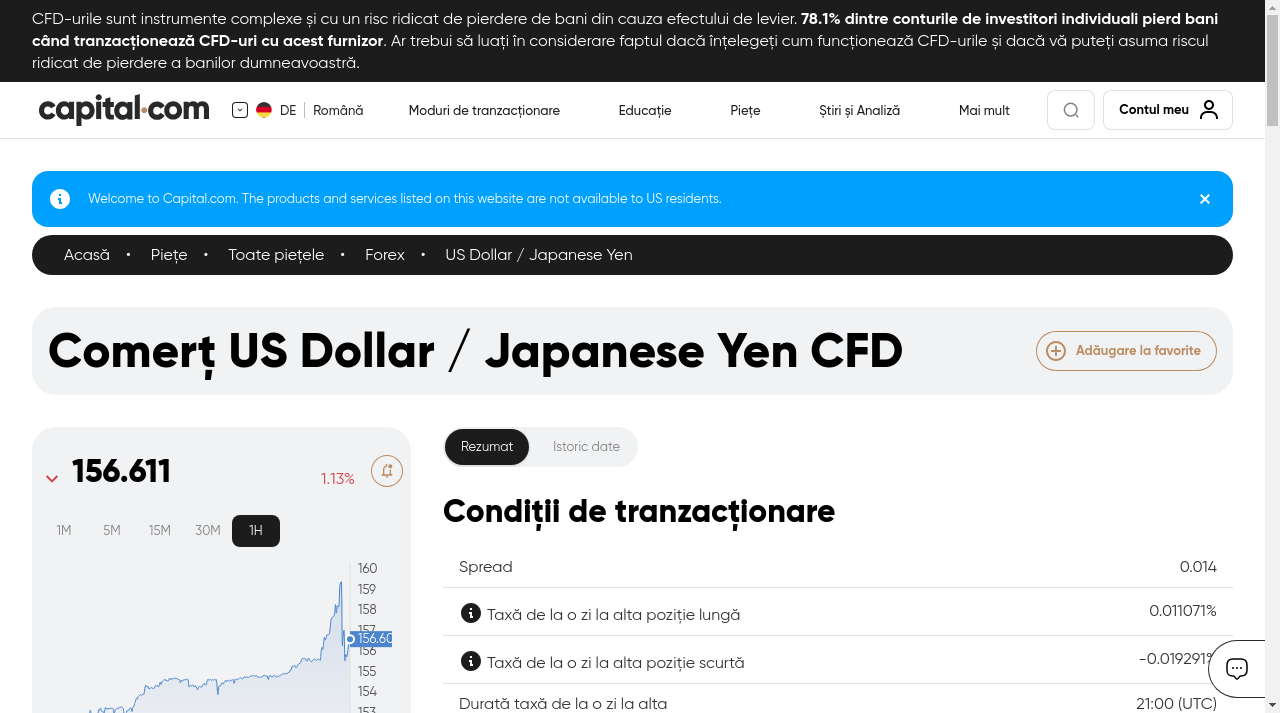 CFD-urile sunt instrumente complexe și cu un risc ridicat de pierdere de bani din cauza efectului de levier. 78.1% dintre conturile de investitori individuali pierd bani
când tranzacționează CFD-uri cu acest furnizor. Ar trebui să luați în considerare faptul dacă înțelegeți cum funcționează CFD-urile și dacă vă puteți asuma riscul
ridicat de pierdere a banilor dumneavoastră.
capital.com
DE
Română
Moduri de tranzacționare
Educație
Piețe
Știri și Analiză
Mai mult
Contul meu
Welcome to Capital.com. The products and services listed on this website are not available to US residents.
Acasă • Piețe • Toate piețele • Forex • US Dollar / Japanese Yen
Comerț US Dollar / Japanese Yen CFD
Adăugare la favorite
156.611
1.13%
1M 5M 15M 30M 1H
160
159
158
157
156.60
156
155
154
153
Rezumat
Istoric date
Condiții de tranzacționare
Spread 0.014
Taxă de la o zi la alta poziție lungă 0.011071%
Taxă de la o zi la alta poziție scurtă -0.019291%
Durată taxă de la o zi la alta 21:00 (UTC)